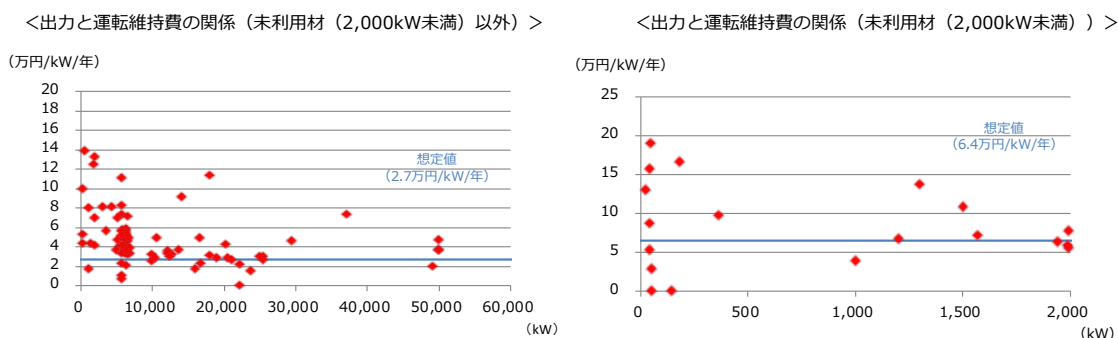 <出力と運転維持費の関係（未利用材（2,000kW未満）以外）>
（万円/kW/年）
20
18
16
14
12
10
8
6
4
2
0
想定値
（2.7万円/kW/年）
0 10,000 20,000 30,000 40,000 50,000 60,000
（kW）
<出力と運転維持費の関係（未利用材（2,000kW未満））>
（万円/kW/年）
25
20
15
10
5
0
想定値
（6.4万円/kW/年）
0 500 1,000 1,500 2,000
（kW）